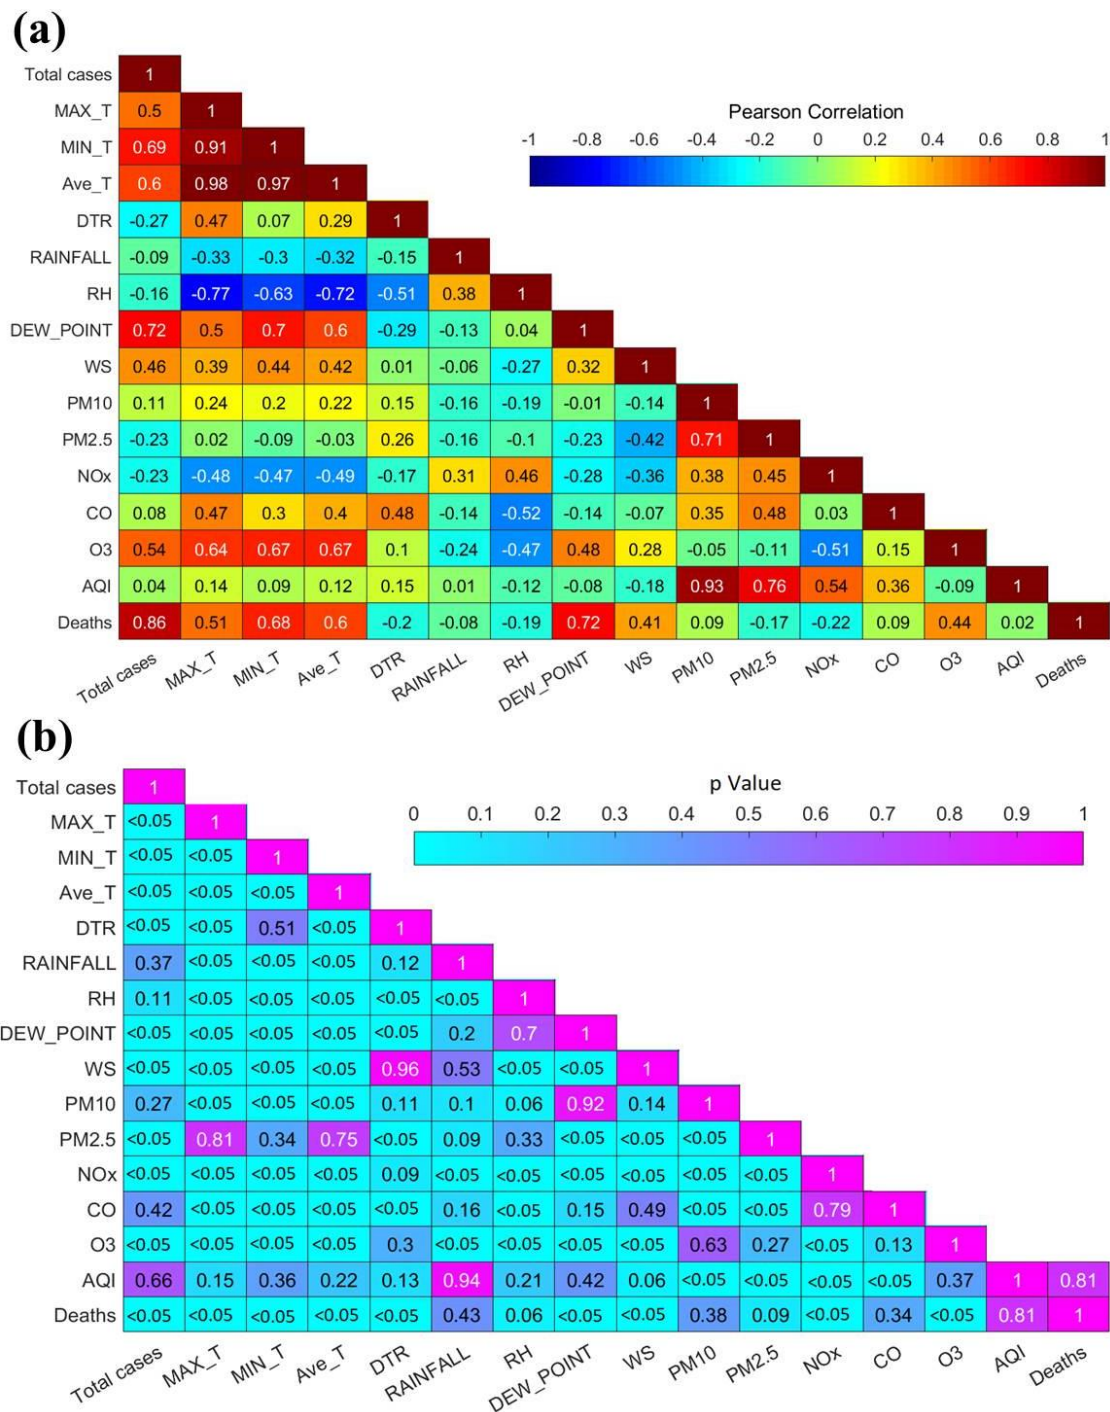 (a)
Pearson Correlation
-1 -0.8 -0.6 -0.4 -0.2 0 0.2 0.4 0.6 0.8 1
Total cases 1
MAX_T 0.5 1
MIN_T 0.69 0.91 1
Ave_T 0.6 0.98 0.97 1
DTR -0.27 0.47 0.07 0.29 1
RAINFALL -0.09 -0.33 -0.3 -0.32 -0.15 1
RH -0.16 -0.77 -0.63 -0.72 -0.51 0.38 1
DEW_POINT 0.72 0.5 0.7 0.6 -0.29 -0.13 0.04 1
WS 0.46 0.39 0.44 0.42 0.01 -0.06 -0.27 0.32 1
PM10 0.11 0.24 0.2 0.22 0.15 -0.16 -0.19 -0.01 -0.14 1
PM2.5 -0.23 0.02 -0.09 -0.03 0.26 -0.16 -0.1 -0.23 -0.42 0.71 1
NOx -0.23 -0.48 -0.47 -0.49 -0.17 0.31 0.46 -0.28 -0.36 0.38 0.45 1
CO 0.08 0.47 0.3 0.4 0.48 -0.14 -0.52 -0.14 -0.07 0.35 0.48 0.03 1
O3 0.54 0.64 0.67 0.67 0.1 -0.24 -0.47 0.48 0.28 -0.05 -0.11 -0.51 0.15 1
AQI 0.04 0.14 0.09 0.12 0.15 0.01 -0.12 -0.08 -0.18 0.93 0.76 0.54 0.36 -0.09 1
Deaths 0.86 0.51 0.68 0.6 -0.2 -0.08 -0.19 0.72 0.41 0.09 -0.17 -0.22 0.09 0.44 0.02 1
Total cases MAX_T MIN_T Ave_T DTR RAINFALL RH DEW_POINT WS PM10 PM2.5 NOx CO O3 AQI Deaths
(b)
p Value
0 0.1 0.2 0.3 0.4 0.5 0.6 0.7 0.8 0.9 1
Total cases 1
MAX_T <0.05 1
MIN_T <0.05 <0.05 1
Ave_T <0.05 <0.05 <0.05 1
DTR <0.05 <0.05 0.51 <0.05 1
RAINFALL 0.37 <0.05 <0.05 <0.05 0.12 1
RH 0.11 <0.05 <0.05 <0.05 <0.05 <0.05 1
DEW_POINT <0.05 <0.05 <0.05 <0.05 <0.05 0.2 0.7 1
WS <0.05 <0.05 <0.05 <0.05 0.96 0.53 <0.05 <0.05 1
PM10 0.27 <0.05 <0.05 <0.05 0.11 0.1 0.06 0.92 0.14 1
PM2.5 <0.05 0.81 0.34 0.75 <0.05 0.09 0.33 <0.05 <0.05 <0.05 1
NOx <0.05 <0.05 <0.05 <0.05 0.09 <0.05 <0.05 <0.05 <0.05 <0.05 <0.05 1
CO 0.42 <0.05 <0.05 <0.05 <0.05 0.16 <0.05 0.15 0.49 <0.05 <0.05 0.79 1
O3 <0.05 <0.05 <0.05 <0.05 0.3 <0.05 <0.05 <0.05 <0.05 0.63 0.27 <0.05 0.13 1
AQI 0.66 0.15 0.36 0.22 0.13 0.94 0.21 0.42 0.06 <0.05 <0.05 <0.05 <0.05 0.37 1 0.81
Deaths <0.05 <0.05 <0.05 <0.05 <0.05 0.43 0.06 <0.05 <0.05 0.38 0.09 <0.05 0.34 <0.05 0.81 1
Total cases MAX_T MIN_T Ave_T DTR RAINFALL RH DEW_POINT WS PM10 PM2.5 NOx CO O3 AQI Deaths